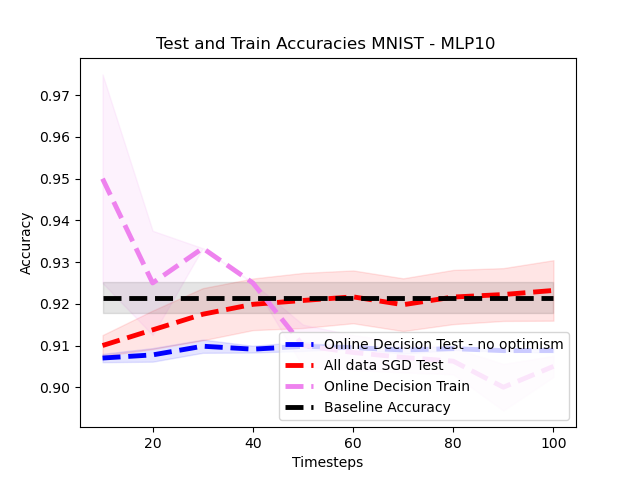 Test and Train Accuracies MNIST - MLP10
0.97
0.96
0.95
0.94
0.93
0.92
0.91
0.90
Accuracy
Online Decision Test - no optimism
All data SGD Test
Online Decision Train
Baseline Accuracy
20
40
60
80
100
Timesteps